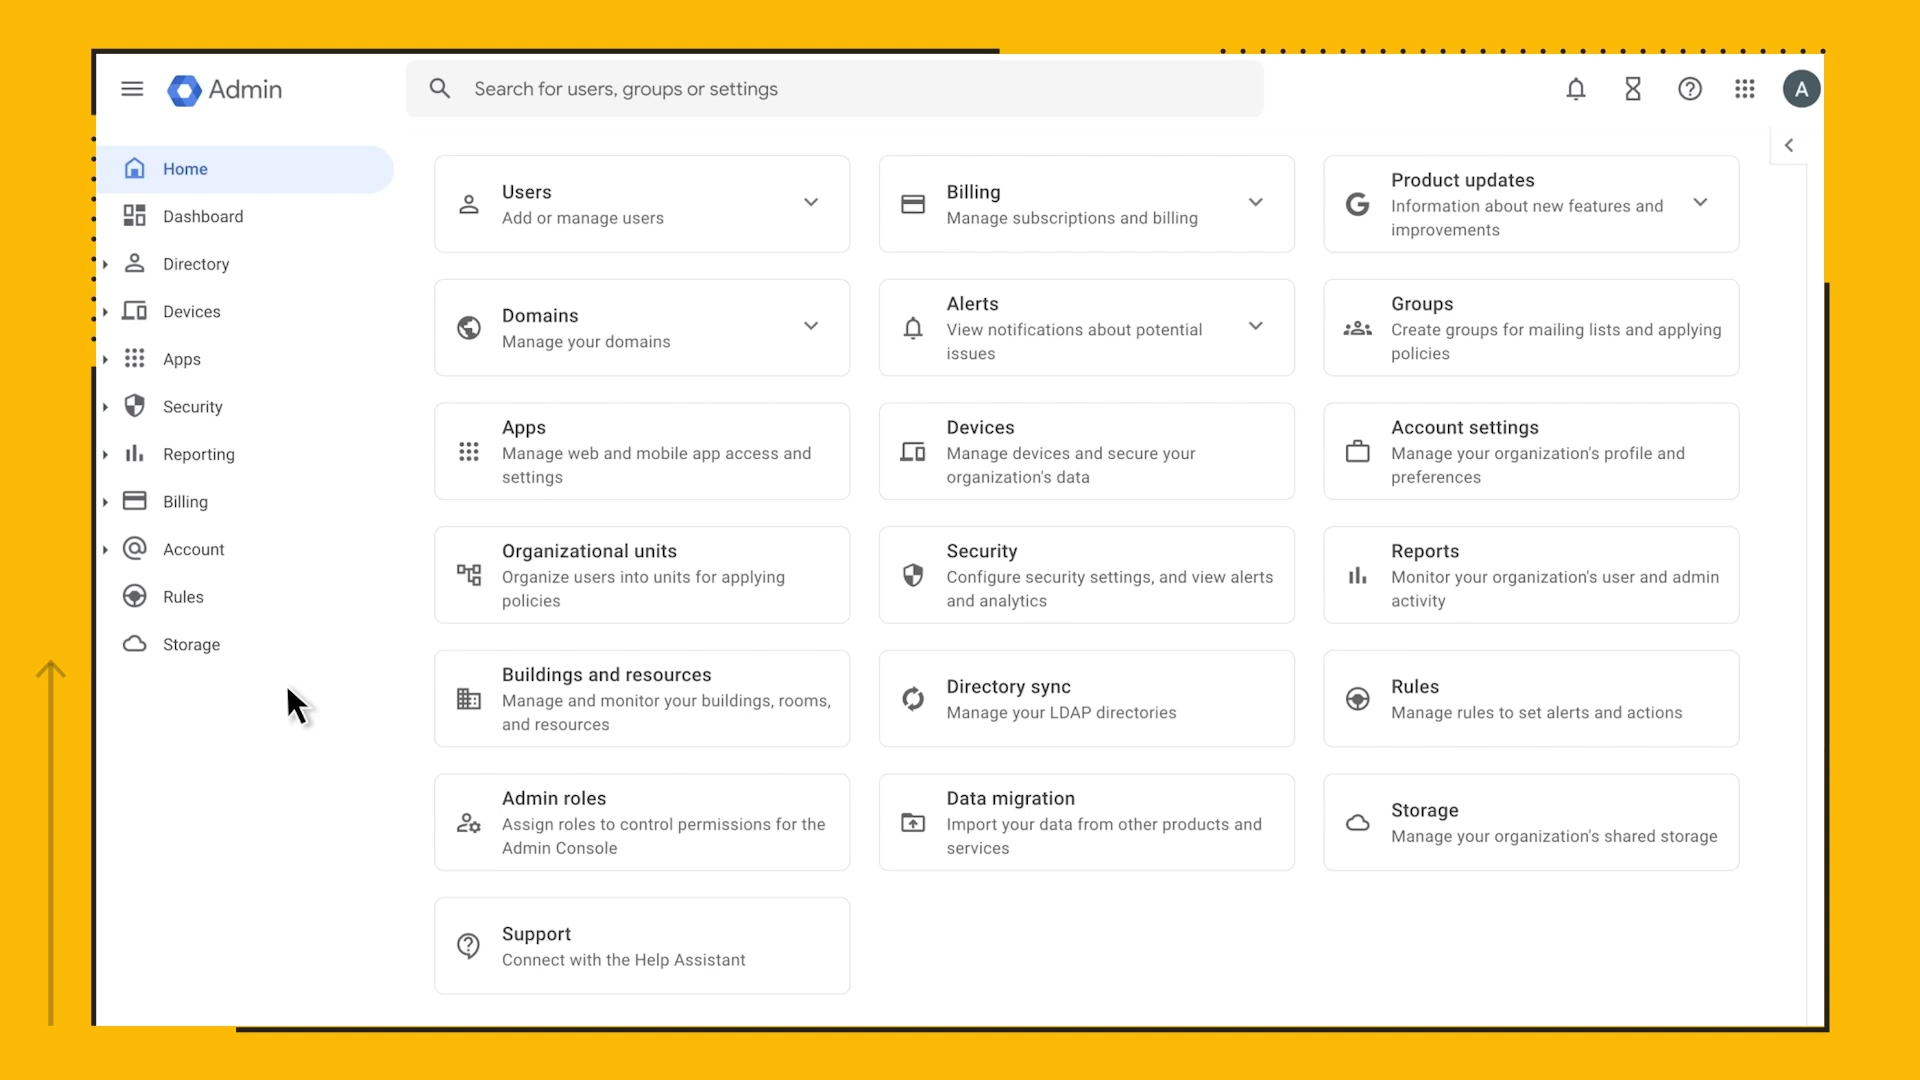 Admin
Search for users, groups or settings
A
Home
Dashboard
Directory
Devices
Apps
Security
Reporting
Billing
Account
Rules
Storage
Users
Add or manage users
Billing
Manage subscriptions and billing
Product updates
Information about new features and
improvements
Domains
Manage your domains
Alerts
View notifications about potential
issues
Groups
Create groups for mailing lists and applying
policies
Apps
Manage web and mobile app access and
settings
Devices
Manage devices and secure your
organization's data
Account settings
Manage your organization's profile and
preferences
Organizational units
Organize users into units for applying
policies
Security
Configure security settings, and view alerts
and analytics
Reports
Monitor your organization's user and admin
activity
Buildings and resources
Manage and monitor your buildings, rooms,
and resources
Directory sync
Manage your LDAP directories
Rules
Manage rules to set alerts and actions
Admin roles
Assign roles to control permissions for the
Admin Console
Data migration
Import your data from other products and
services
Storage
Manage your organization's shared storage
Support
Connect with the Help Assistant